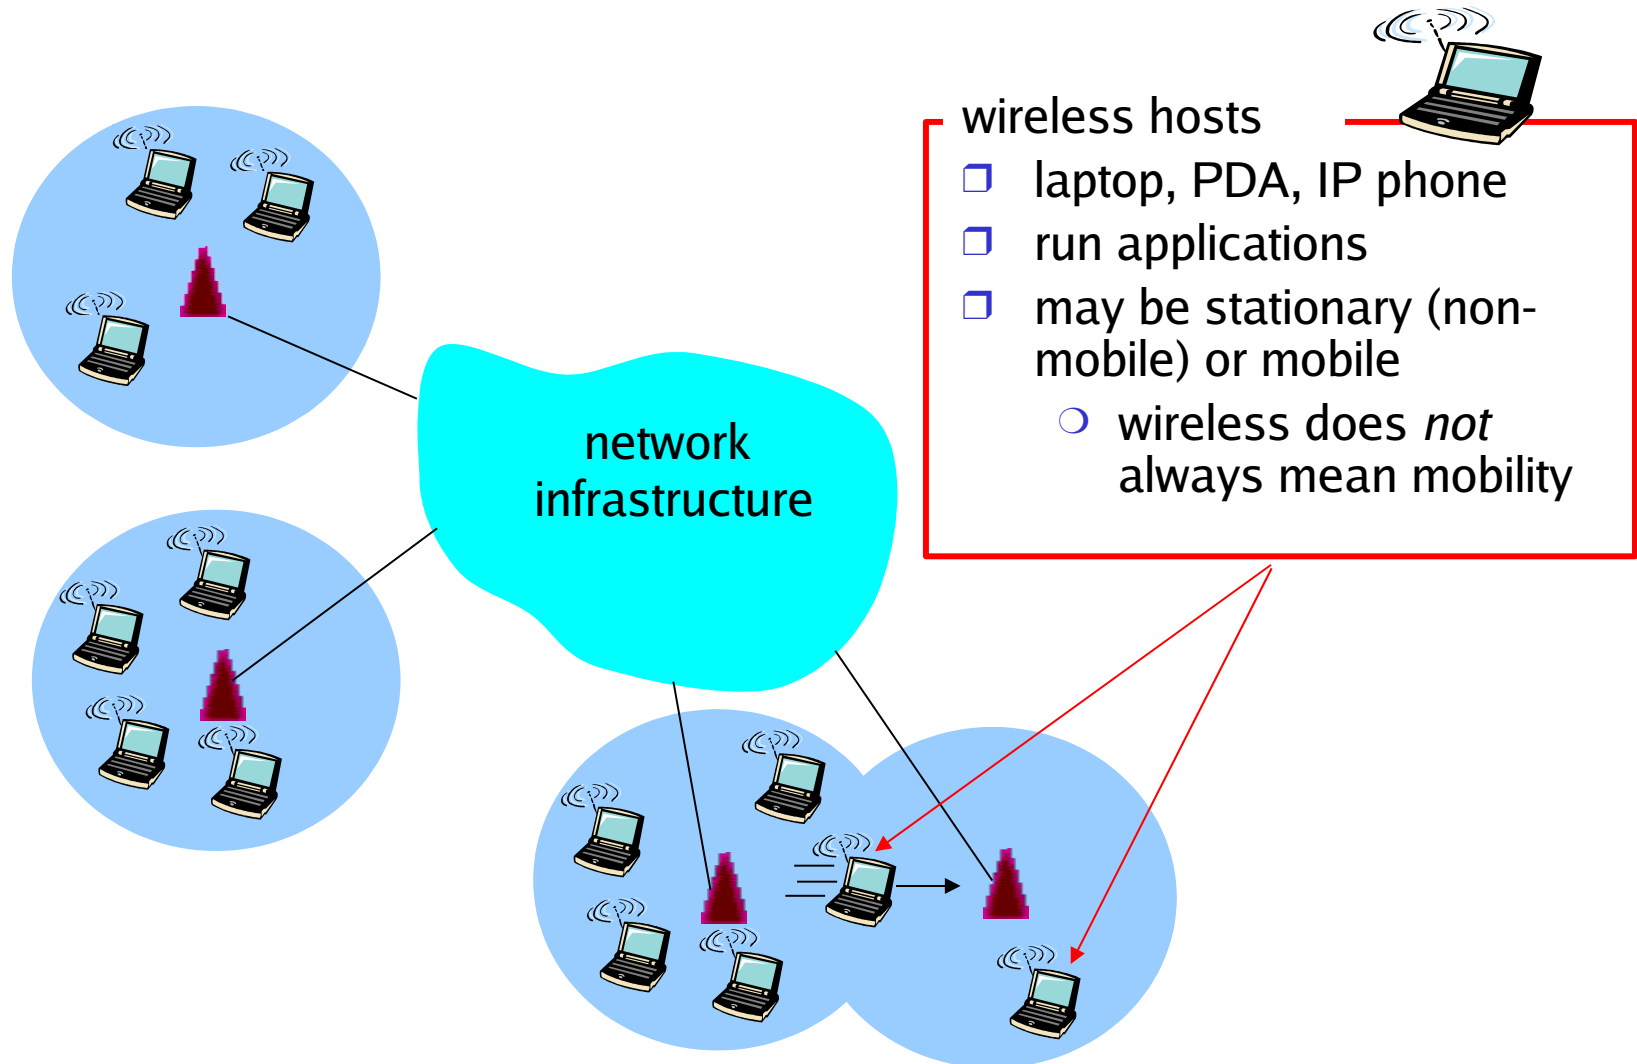 wireless hosts
❐ laptop, PDA, IP phone
❐ run applications
❐ may be stationary (non-
mobile) or mobile
❍ wireless does not
always mean mobility
network
infrastructure